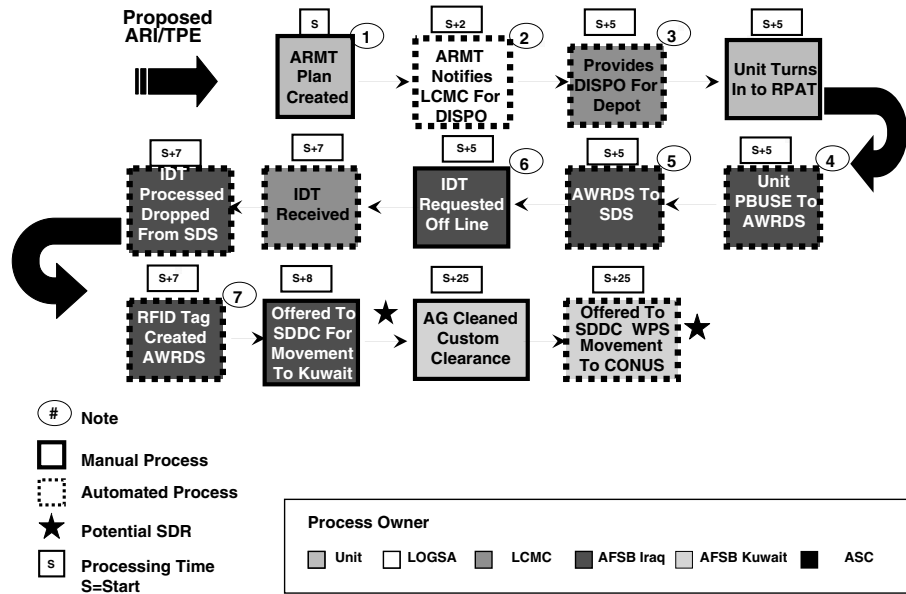 Proposed
ARI/TPE
S
1
ARMT
Plan
Created
S+2
2
ARMT
Notifies
LCMC For
DISPO
S+5
3
Provides
DISPO For
Depot
S+5
Unit Turns
In to RPAT
S+7
IDT
Processed
Dropped
From SDS
S+7
IDT
Received
S+5
6
IDT
Requested
Off Line
S+5
5
AWRDS To
SDS
S+5
4
Unit
PBUSE To
AWRDS
S+7
7
RFID Tag
Created
AWRDS
S+8
Offered To
SDDC For
Movement
To Kuwait
S+25
AG Cleaned
Custom
Clearance
S+25
Offered To
SDDC WPS
Movement
To CONUS
# Note
Manual Process
Automated Process
Potential SDR
S Processing Time
S=Start
Process Owner
Unit LOGSA LCMC AFSB Iraq AFSB Kuwait ASC